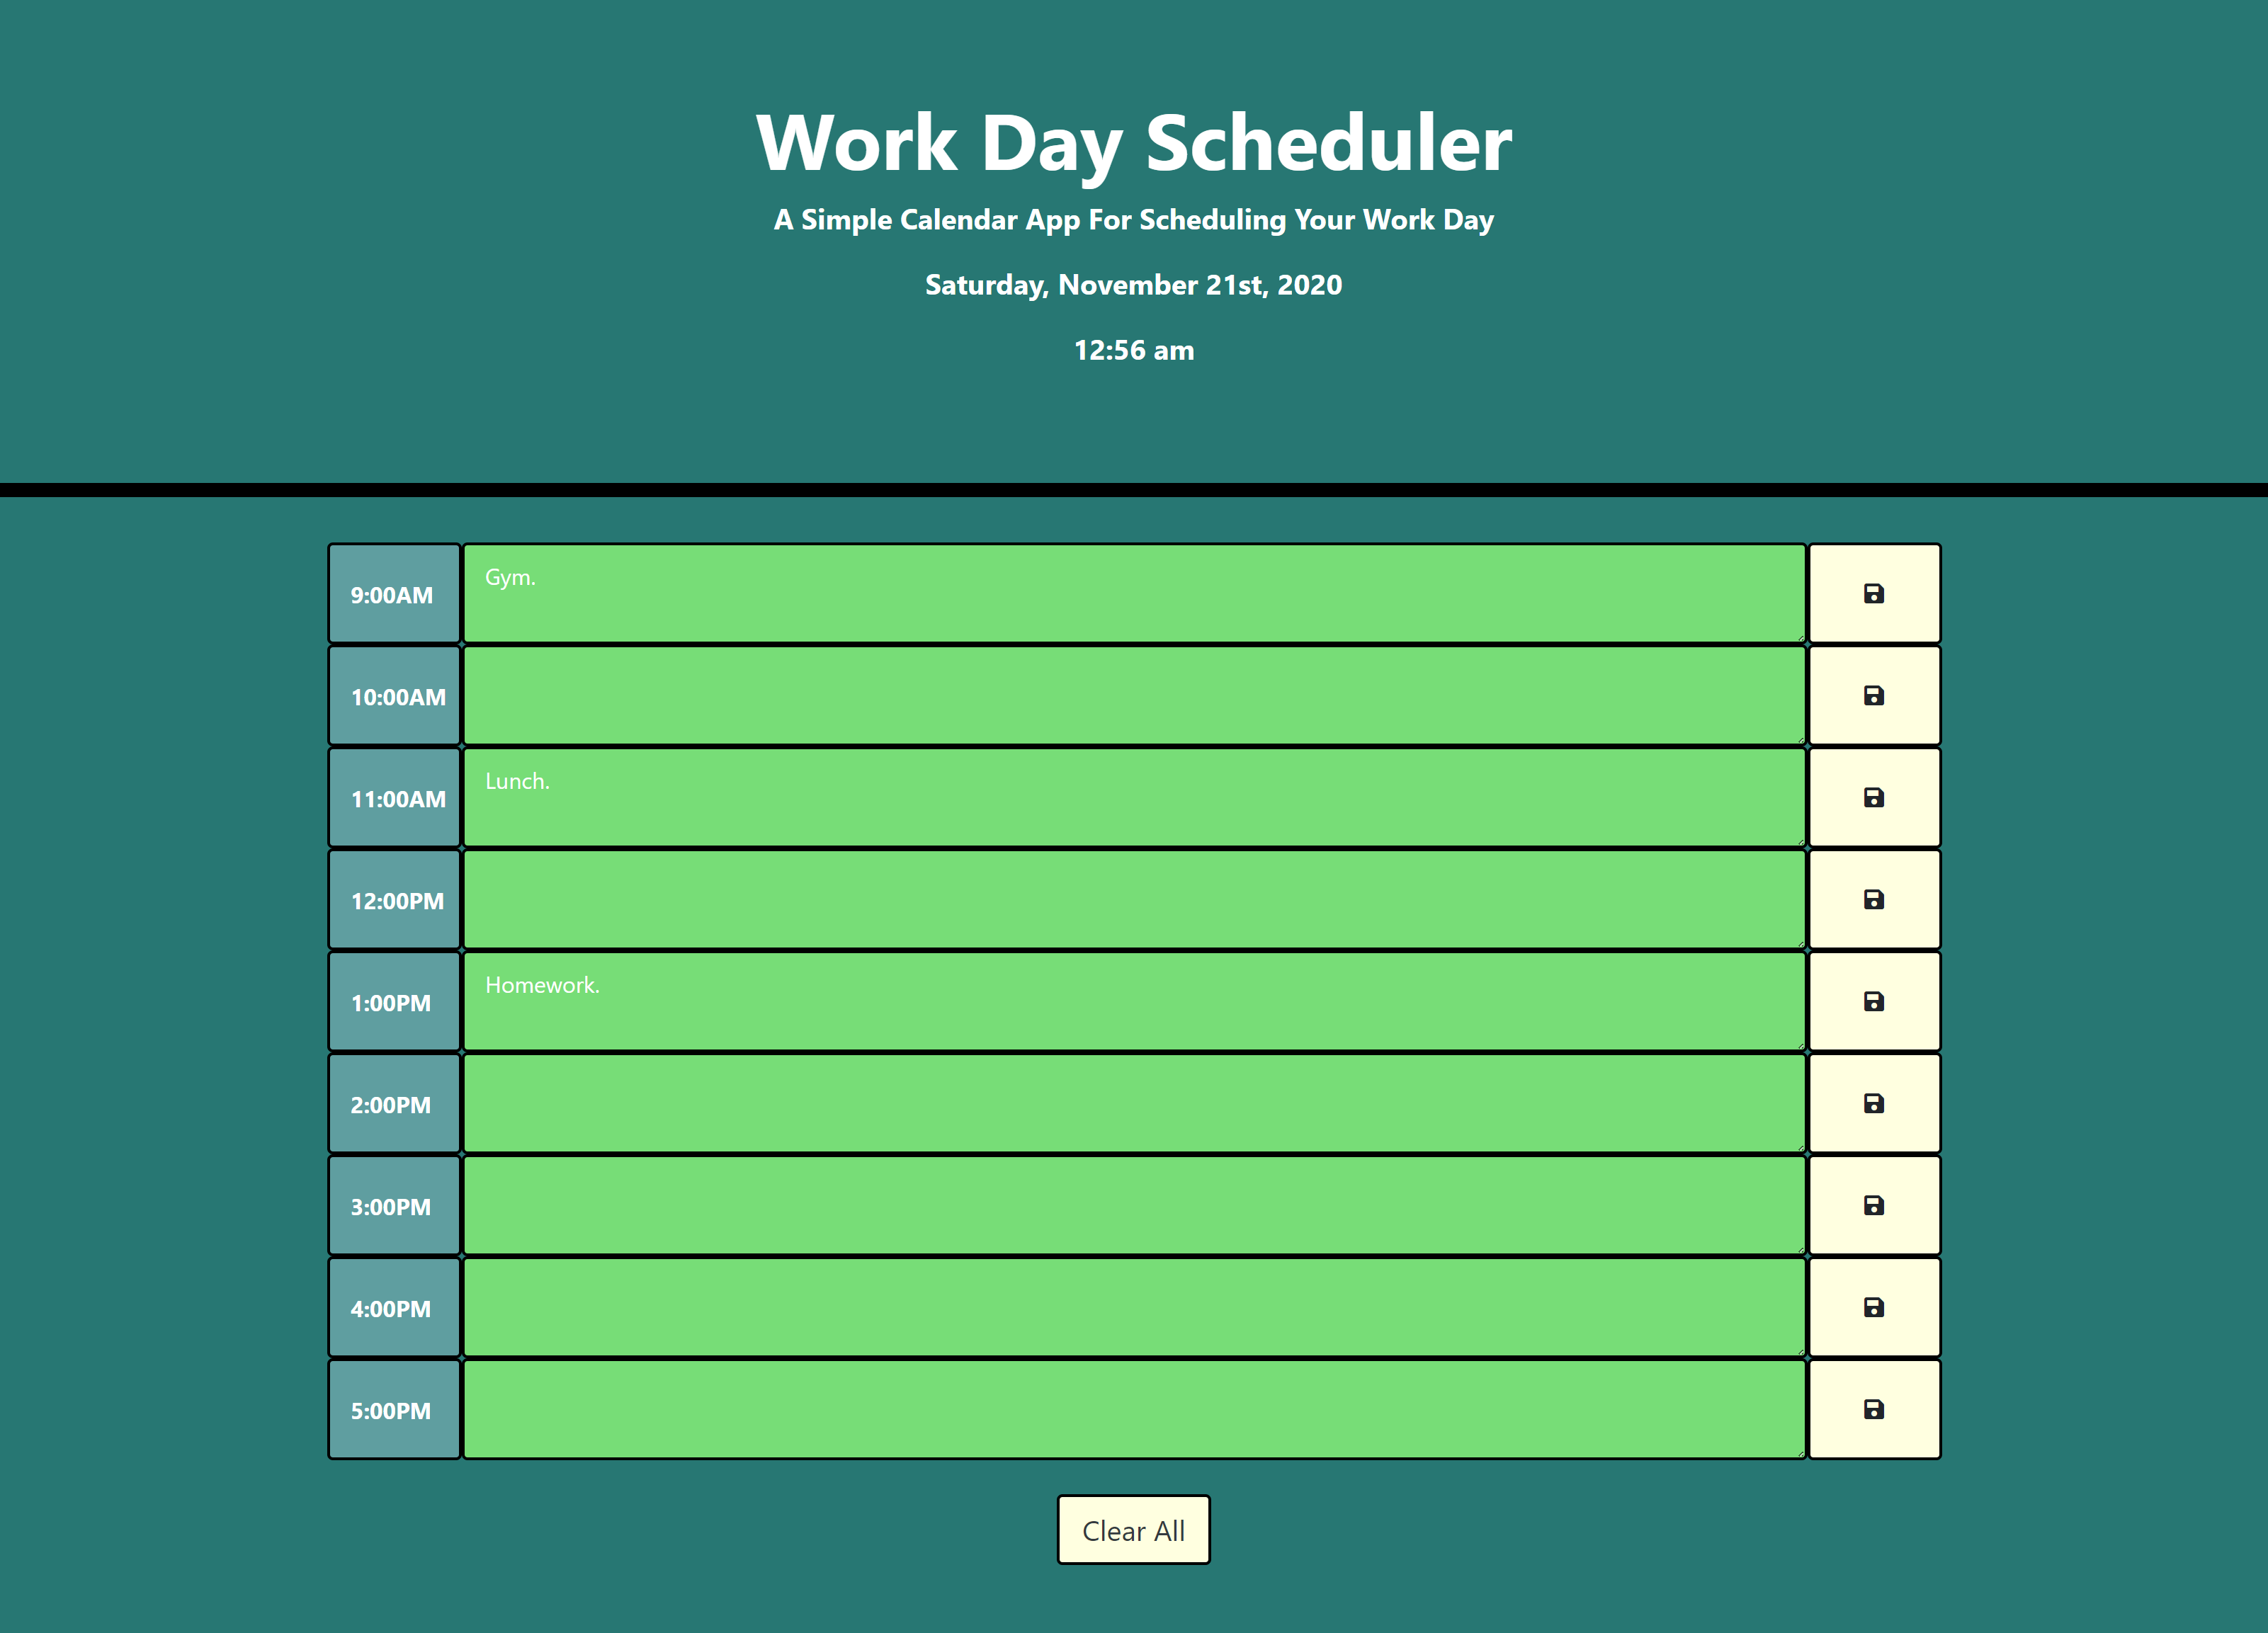 Work Day Scheduler
A Simple Calendar App For Scheduling Your Work Day
Saturday, November 21st, 2020
12:56 am
9:00AM Gym.
10:00AM
11:00AM Lunch.
12:00PM
1:00PM Homework.
2:00PM
3:00PM
4:00PM
5:00PM
Clear All